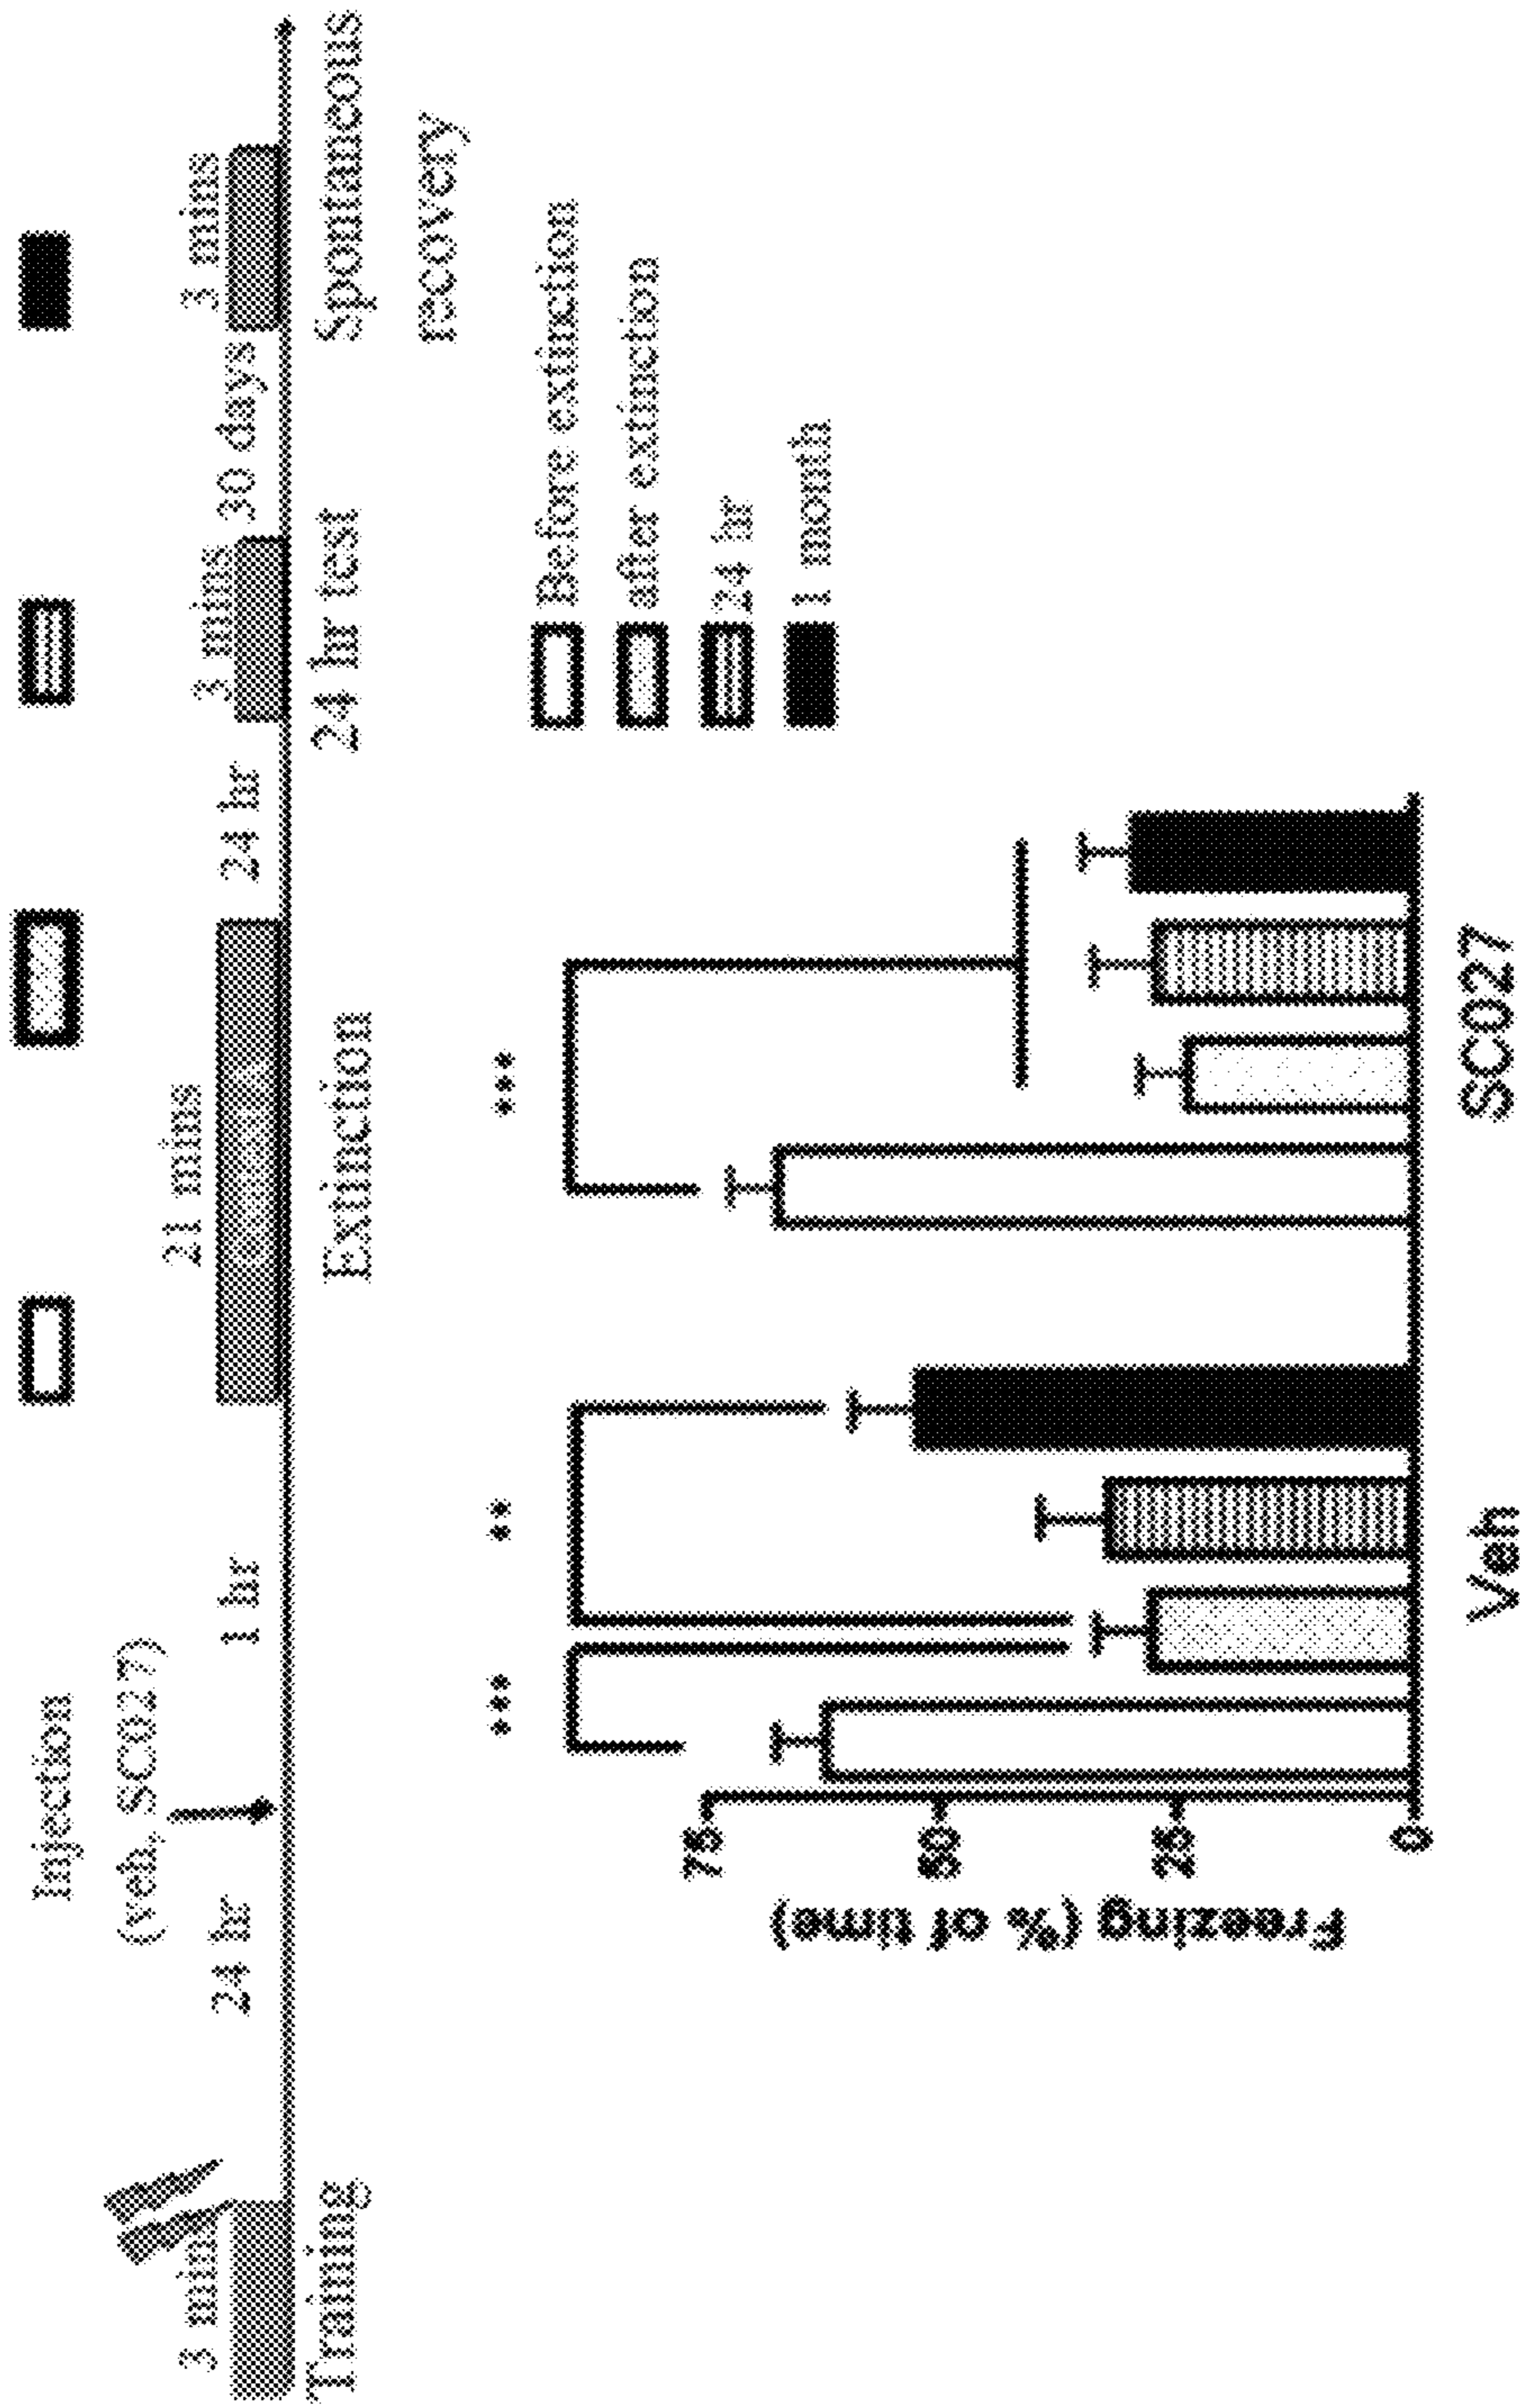 Injection
(veh, SC027)
3 mins
24 hr
1 hr
21 mins
24 hr
3 mins
30 days
3 mins
Training
Extinction
24 hr test
Spontaneous
recovery
Before extinction
after extinction
24 hr
1 month
***
**
***
Freezing (% of time)
75
50
25
0
Veh
SC027